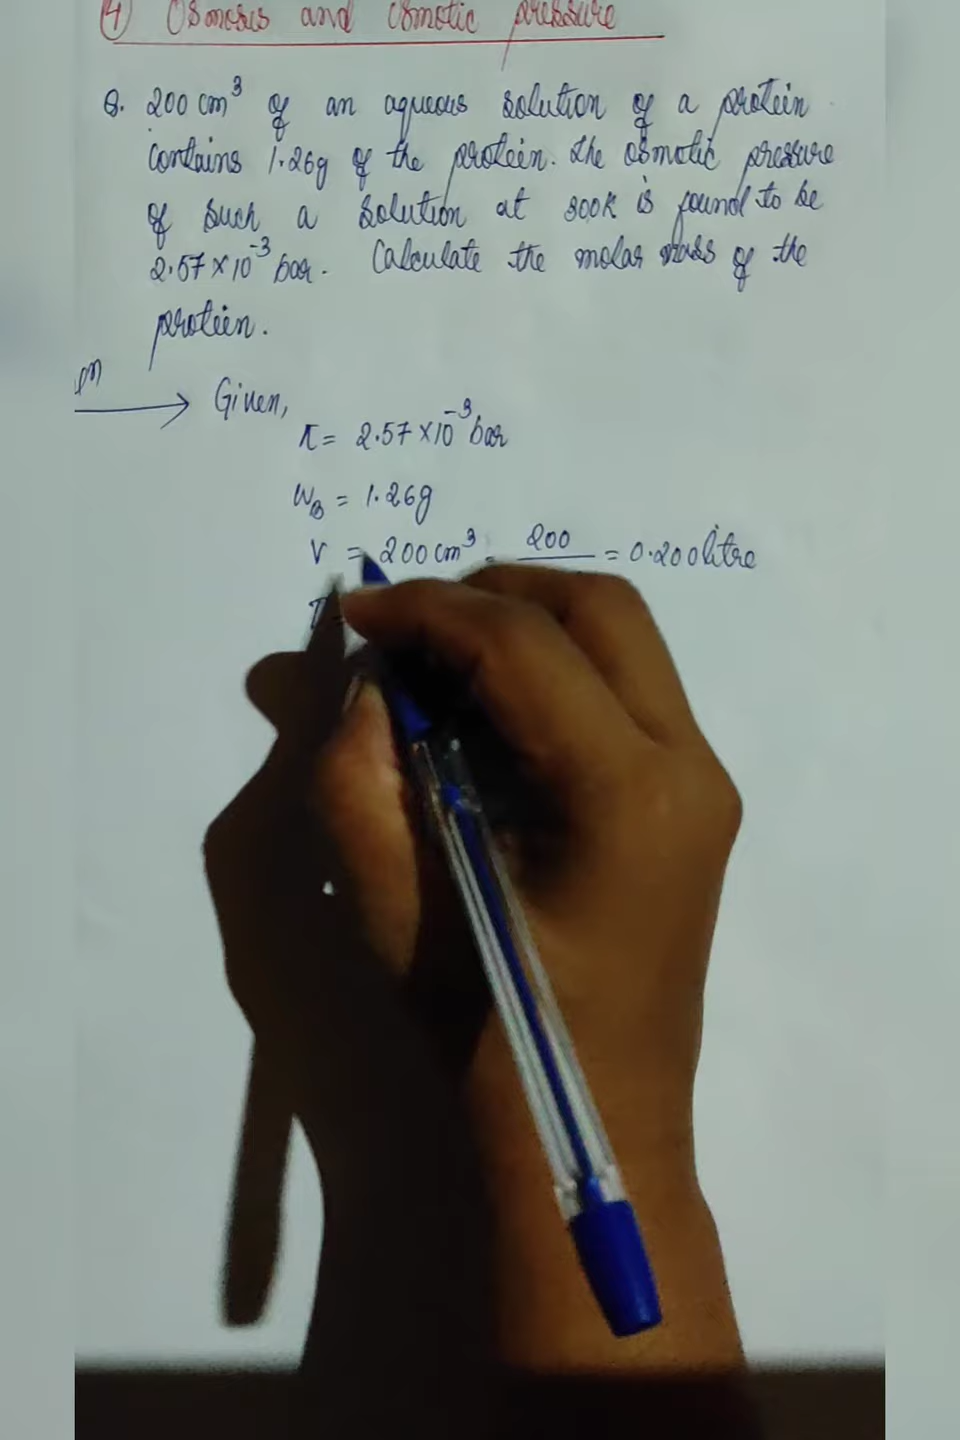 ④ Osmosis and Osmotic pressure
Q. 200 cm³ of an aqueous solution of a protein
contains 1.26g of the protein. The osmotic pressure
of such a solution at 300K is found to be
2.57×10⁻³ bar. Calculate the molar mass of the
protein.
Given,
π = 2.57×10⁻³ bar
W_B = 1.26g
V = 200 cm³ = 200 = 0.200 litre
T =